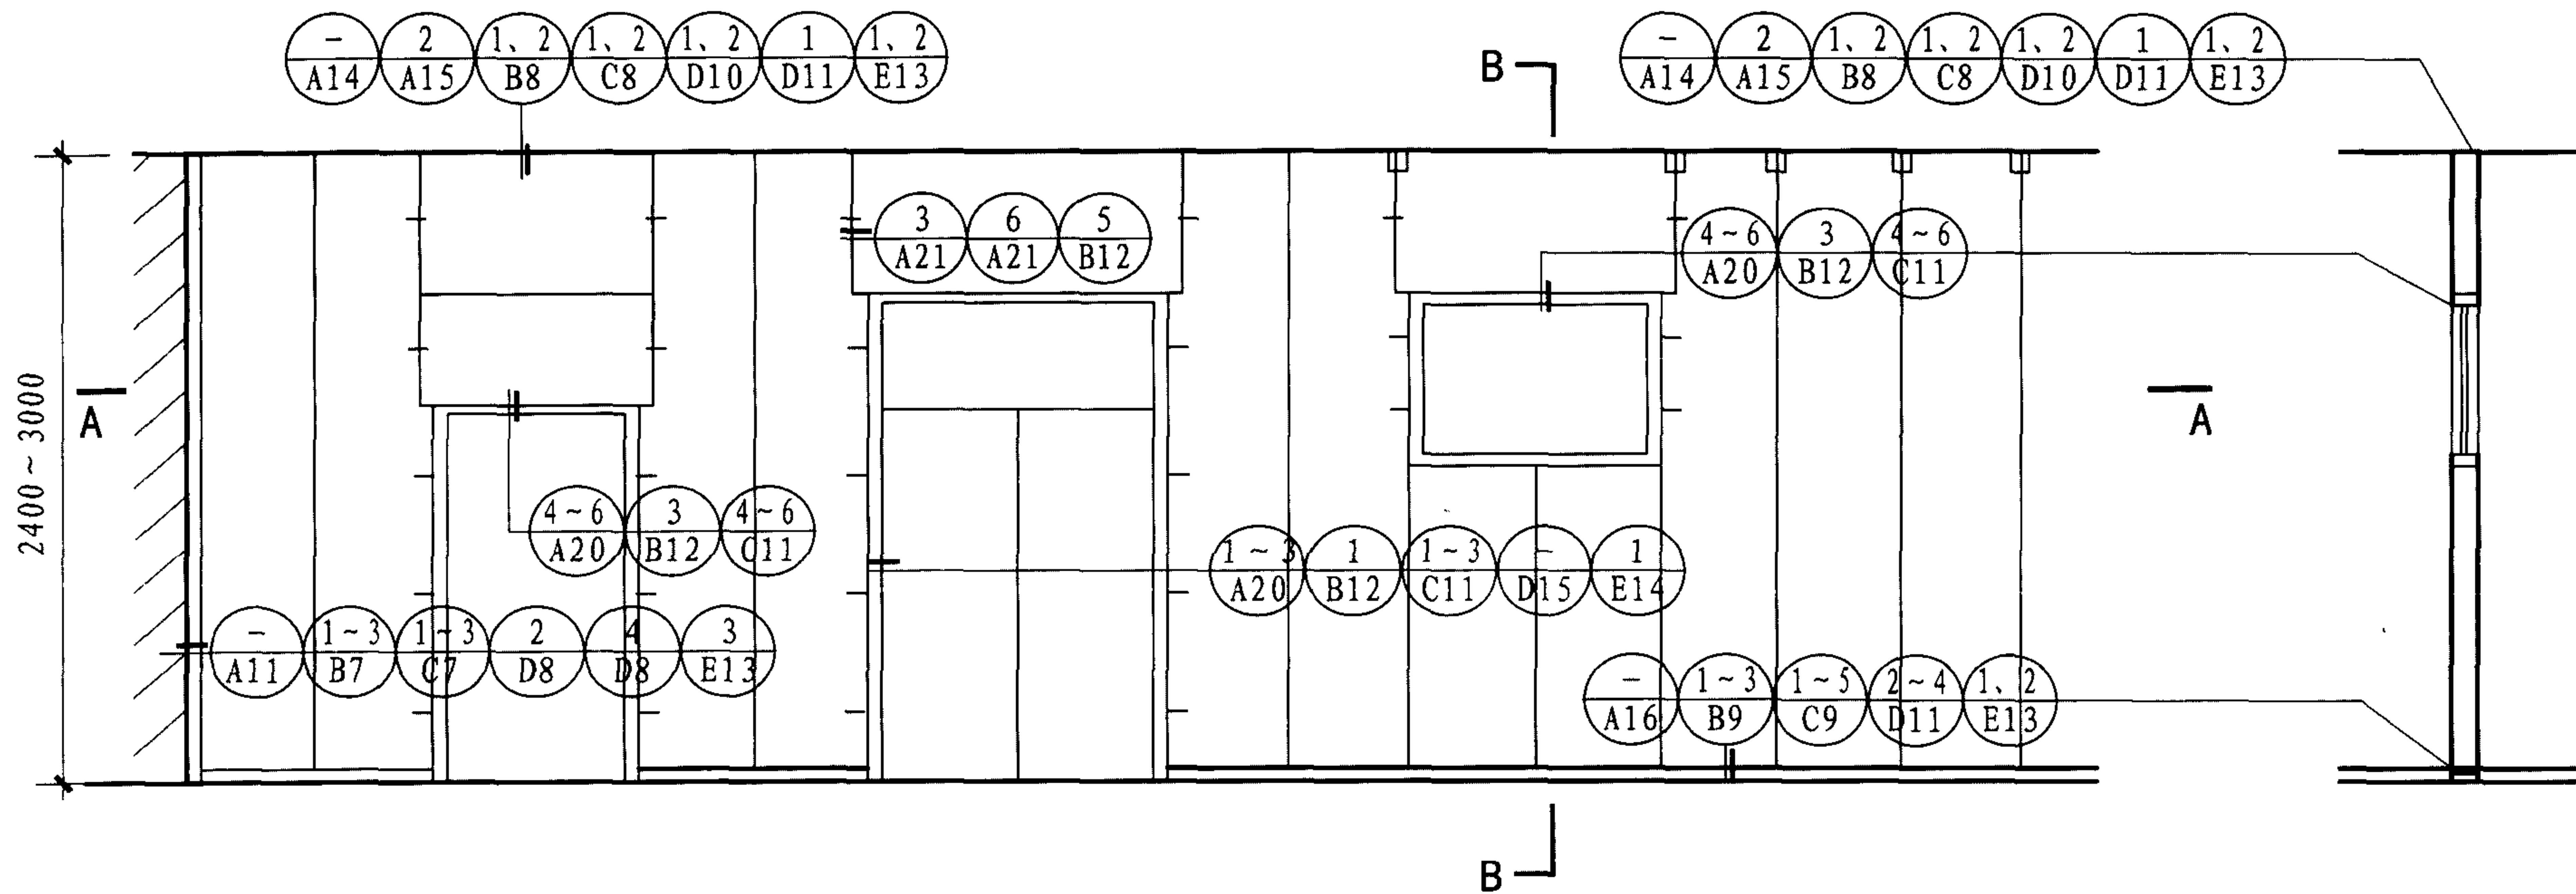 - 2 1、2 1、2 1、2 1 1、2
A14 A15 B8 C8 D10 D11 E13
- 2 1、2 1、2 1、2 1 1、2
A14 A15 B8 C8 D10 D11 E13
B
3 6 5
A21 A21 B12
4~6 3 4~6
A20 B12 C11
2400~3000
A
A
4~6 3 4~6
A20 B12 C11
1~3 1 1~3 - 1
A20 B12 C11 D15 E14
- 1~3 1~3 2 4 3
A11 B7 C7 D8 D8 E13
- 1~3 1~5 2~4 1、2
A16 B9 C9 D11 E13
B